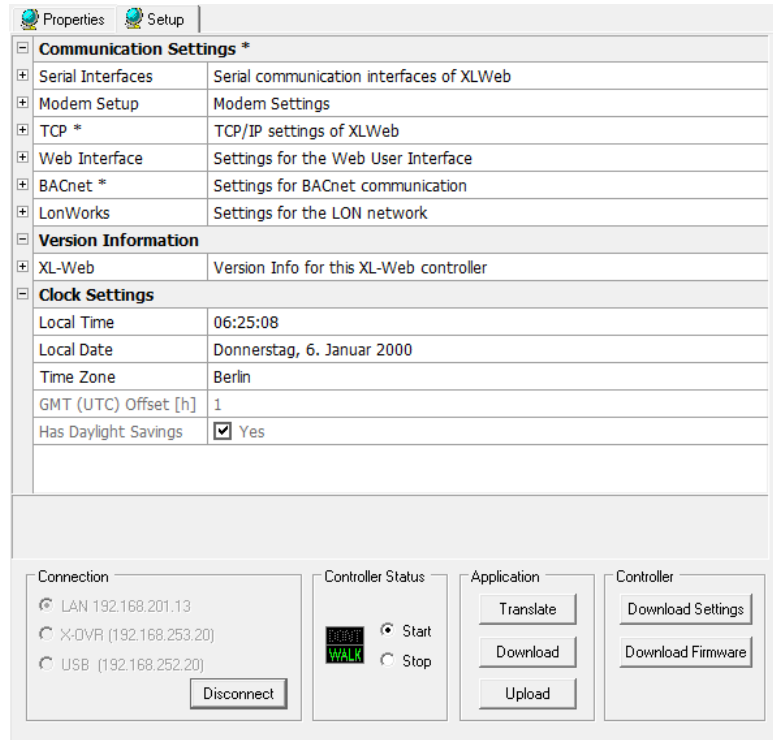 Properties Setup
Communication Settings *
Serial Interfaces Serial communication interfaces of XLWeb
Modem Setup Modem Settings
TCP * TCP/IP settings of XLWeb
Web Interface Settings for the Web User Interface
BACnet * Settings for BACnet communication
LonWorks Settings for the LON network
Version Information
XL-Web Version Info for this XL-Web controller
Clock Settings
Local Time 06:25:08
Local Date Donnerstag, 6. Januar 2000
Time Zone Berlin
GMT (UTC) Offset [h] 1
Has Daylight Savings Yes
Connection
LAN 192.168.201.13
X-OVR (192.168.253.20)
USB (192.168.252.20)
Disconnect
Controller Status
DONT
WALK
Start
Stop
Application
Translate
Download
Upload
Controller
Download Settings
Download Firmware